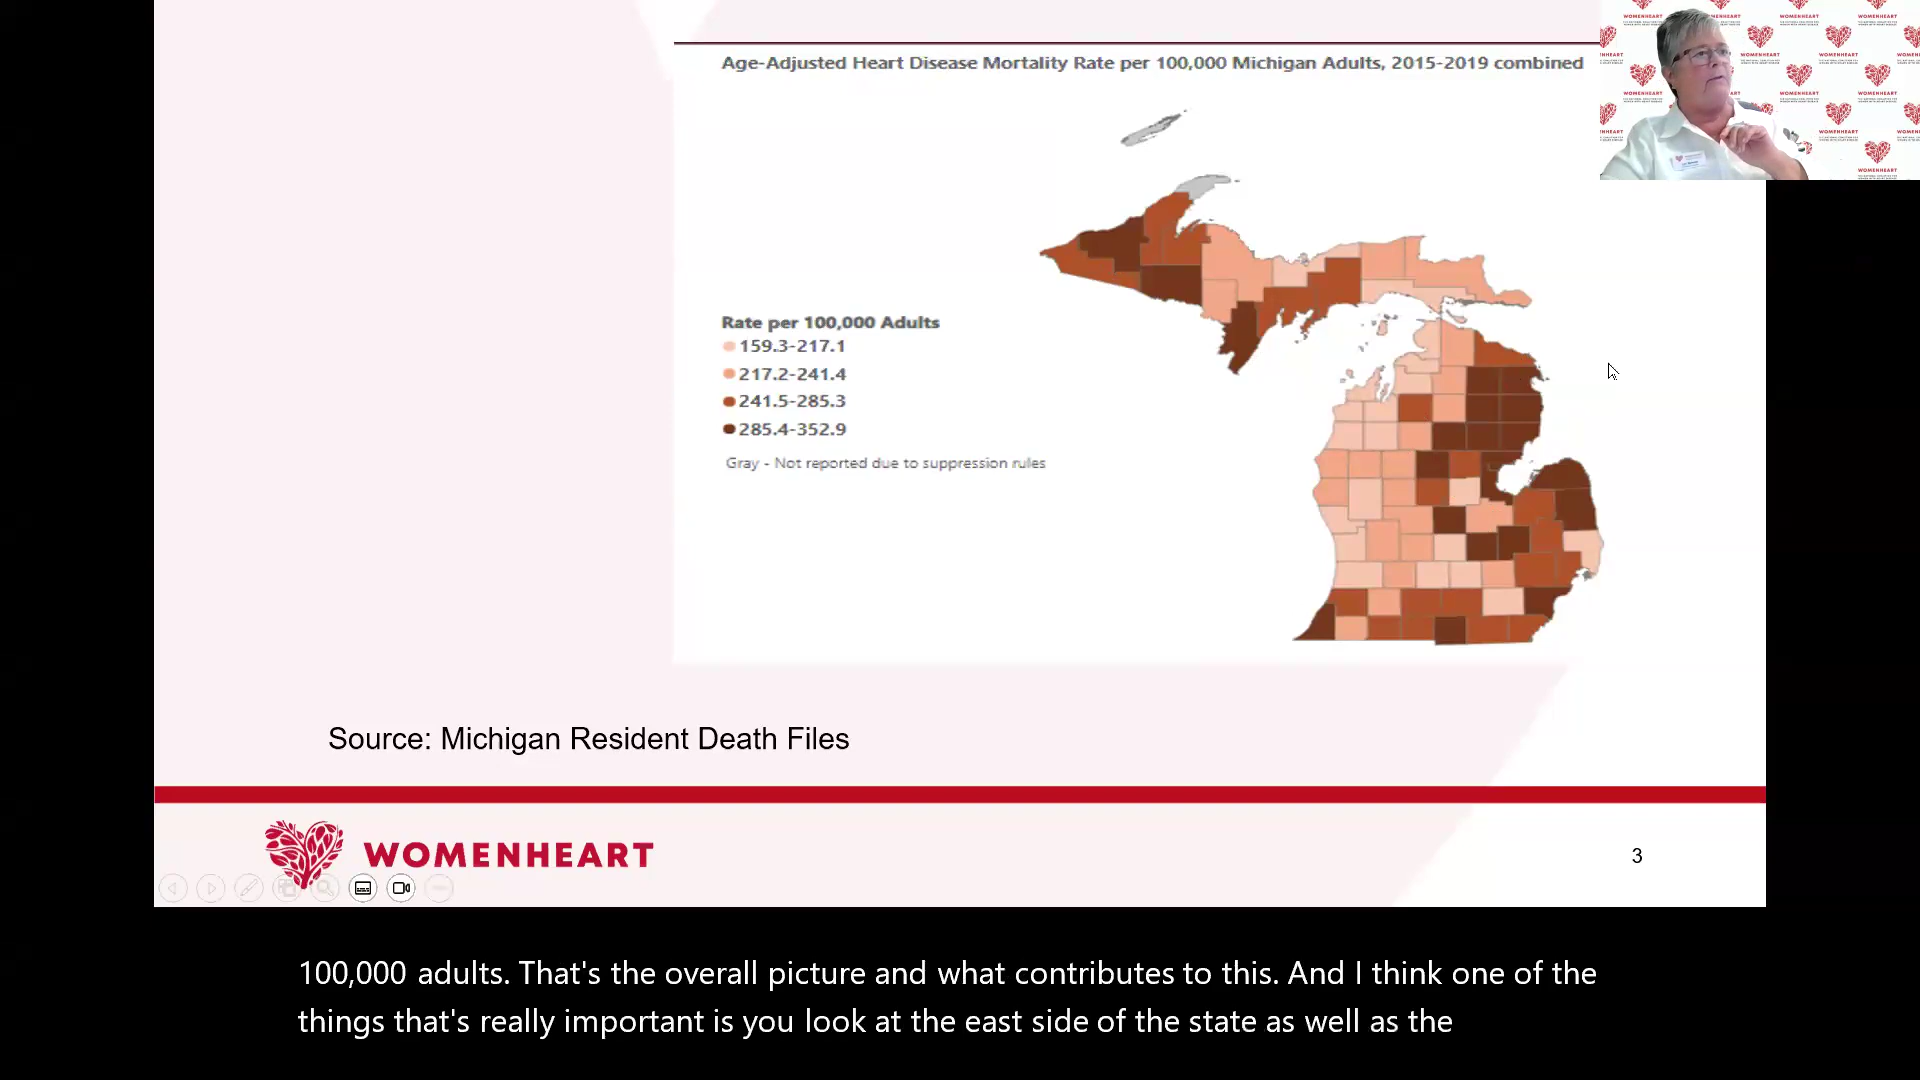 Age-Adjusted Heart Disease Mortality Rate per 100,000 Michigan Adults, 2015-2019 combined
WOMENHEART
Rate per 100,000 Adults
159.3-217.1
217.2-241.4
241.5-285.3
285.4-352.9
Gray - Not reported due to suppression rules
Source: Michigan Resident Death Files
WOMENHEART
3
100,000 adults. That's the overall picture and what contributes to this. And I think one of the
things that's really important is you look at the east side of the state as well as the